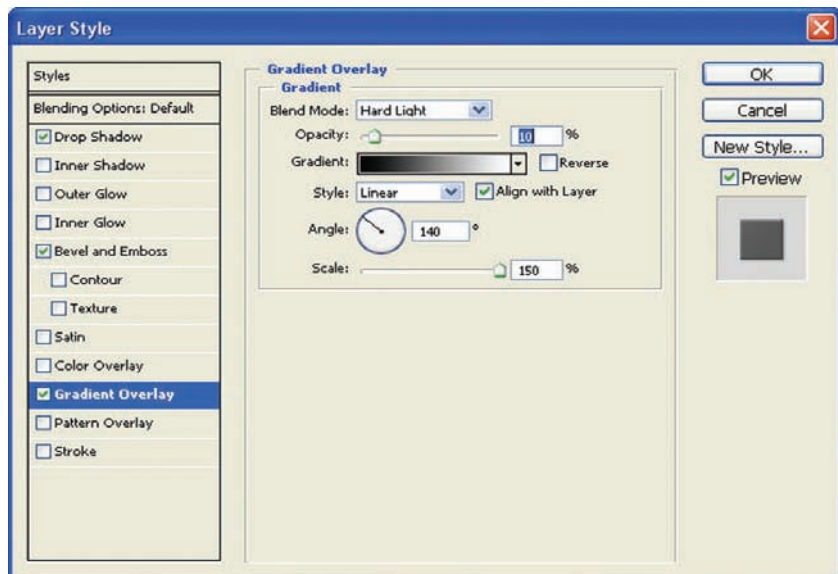 Layer Style
Styles
Blending Options: Default
Drop Shadow
Inner Shadow
Outer Glow
Inner Glow
Bevel and Emboss
Contour
Texture
Satin
Color Overlay
Gradient Overlay
Pattern Overlay
Stroke
Gradient Overlay
Gradient
Blend Mode: Hard Light
Opacity: 10 %
Gradient: Reverse
Style: Linear Align with Layer
Angle: 140 °
Scale: 150 %
OK
Cancel
New Style...
Preview